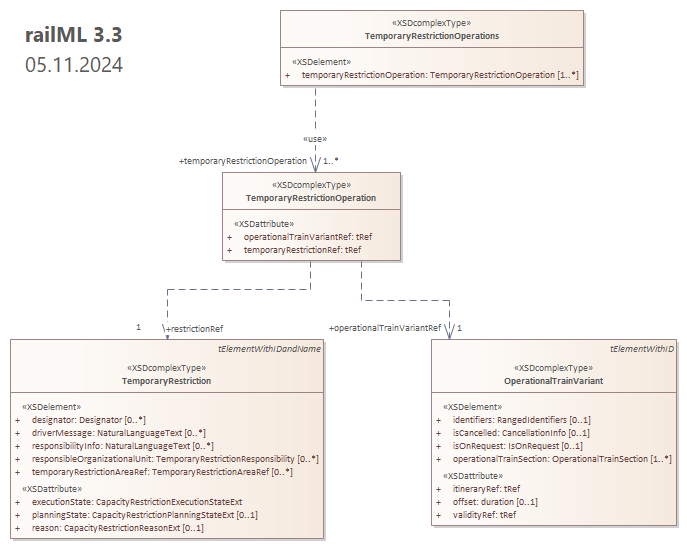 railML 3.3
05.11.2024
«XSDcomplexType»
TemporaryRestrictionOperations
«XSDelement»
+ temporaryRestrictionOperation: TemporaryRestrictionOperation [1..*]
«use»
+temporaryRestrictionOperation 1..*
«XSDcomplexType»
TemporaryRestrictionOperation
«XSDattribute»
+ operationalTrainVariantRef: tRef
+ temporaryRestrictionRef: tRef
1 +restrictionRef
+operationalTrainVariantRef 1
tElementWithIDandName
«XSDcomplexType»
TemporaryRestriction
«XSDelement»
+ designator: Designator [0..*]
+ driverMessage: NaturalLanguageText [0..*]
+ responsibilityInfo: NaturalLanguageText [0..*]
+ responsibleOrganizationalUnit: TemporaryRestrictionResponsibility [0..*]
+ temporaryRestrictionAreaRef: TemporaryRestrictionAreaRef [0..*]
«XSDattribute»
+ executionState: CapacityRestrictionExecutionStateExt
+ planningState: CapacityRestrictionPlanningStateExt [0..1]
+ reason: CapacityRestrictionReasonExt [0..1]
tElementWithID
«XSDcomplexType»
OperationalTrainVariant
«XSDelement»
+ identifiers: RangedIdentifiers [0..1]
+ isCancelled: CancellationInfo [0..1]
+ isOnRequest: IsOnRequest [0..1]
+ operationalTrainSection: OperationalTrainSection [1..*]
«XSDattribute»
+ itineraryRef: tRef
+ offset: duration [0..1]
+ validityRef: tRef